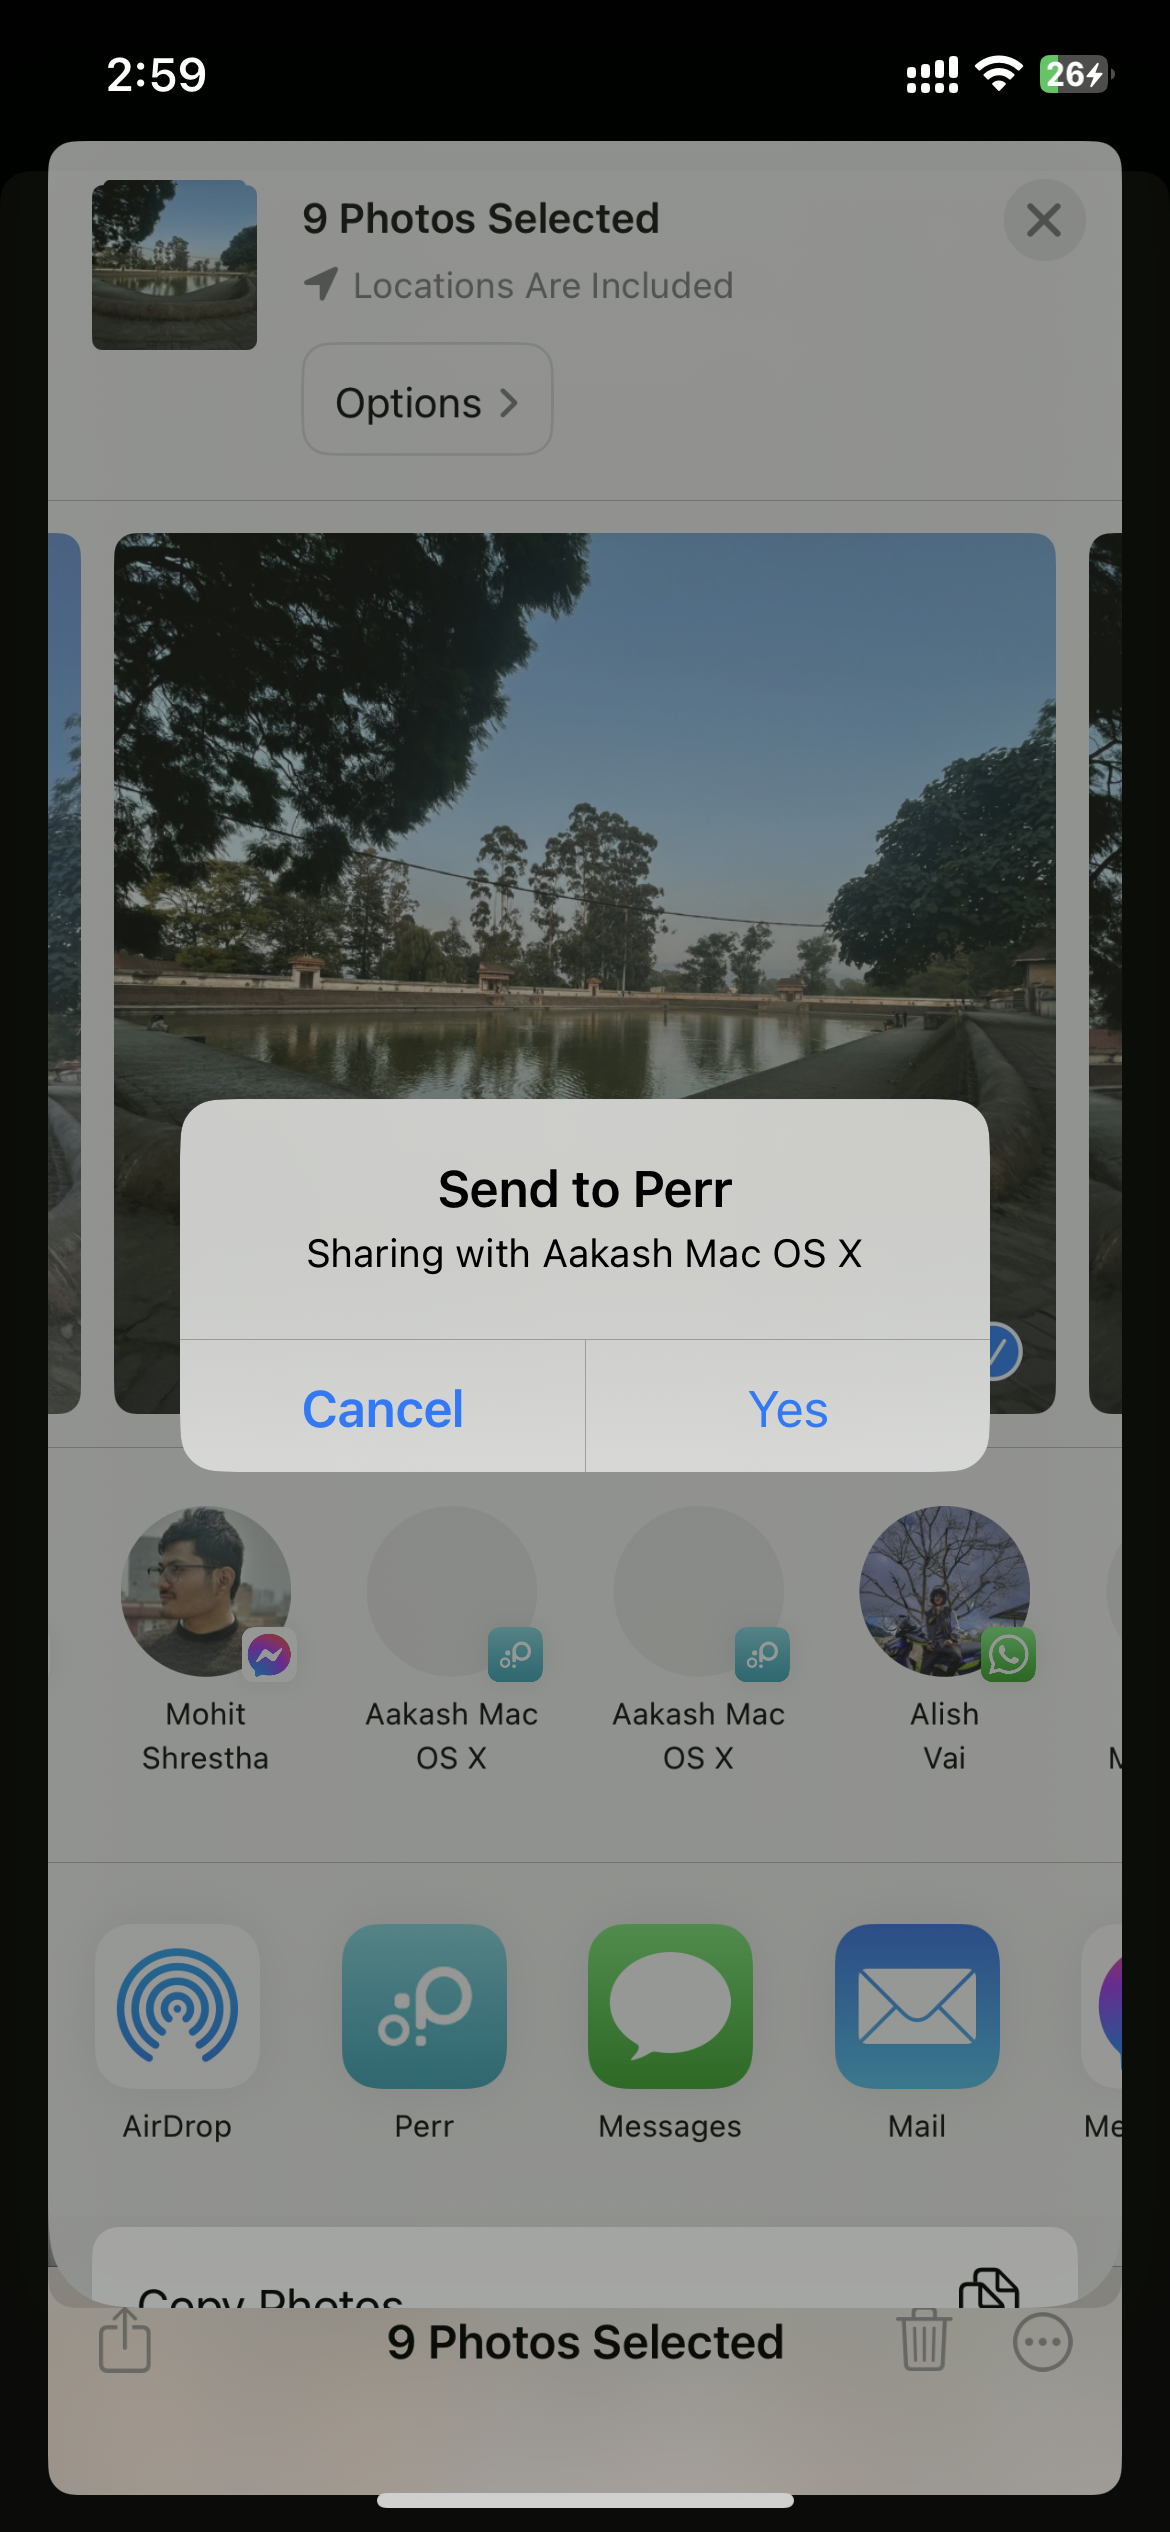 2:59
26
9 Photos Selected
Locations Are Included
Options
Send to Perr
Sharing with Aakash Mac OS X
Cancel
Yes
Mohit
Shrestha
Aakash Mac
OS X
Aakash Mac
OS X
Alish
Vai
M
AirDrop
Perr
Messages
Mail
Me
Copy Photos
9 Photos Selected